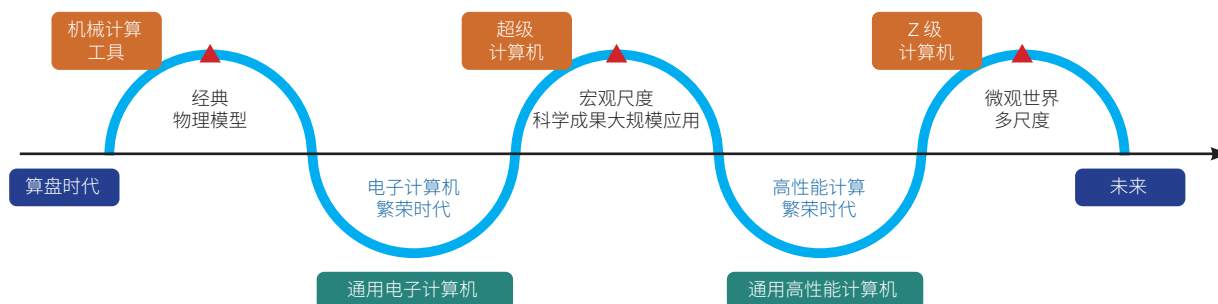 机械计算
工具
超级
计算机
Z 级
计算机
经典
物理模型
宏观尺度
科学成果大规模应用
微观世界
多尺度
算盘时代
电子计算机
繁荣时代
高性能计算
繁荣时代
未来
通用电子计算机
通用高性能计算机